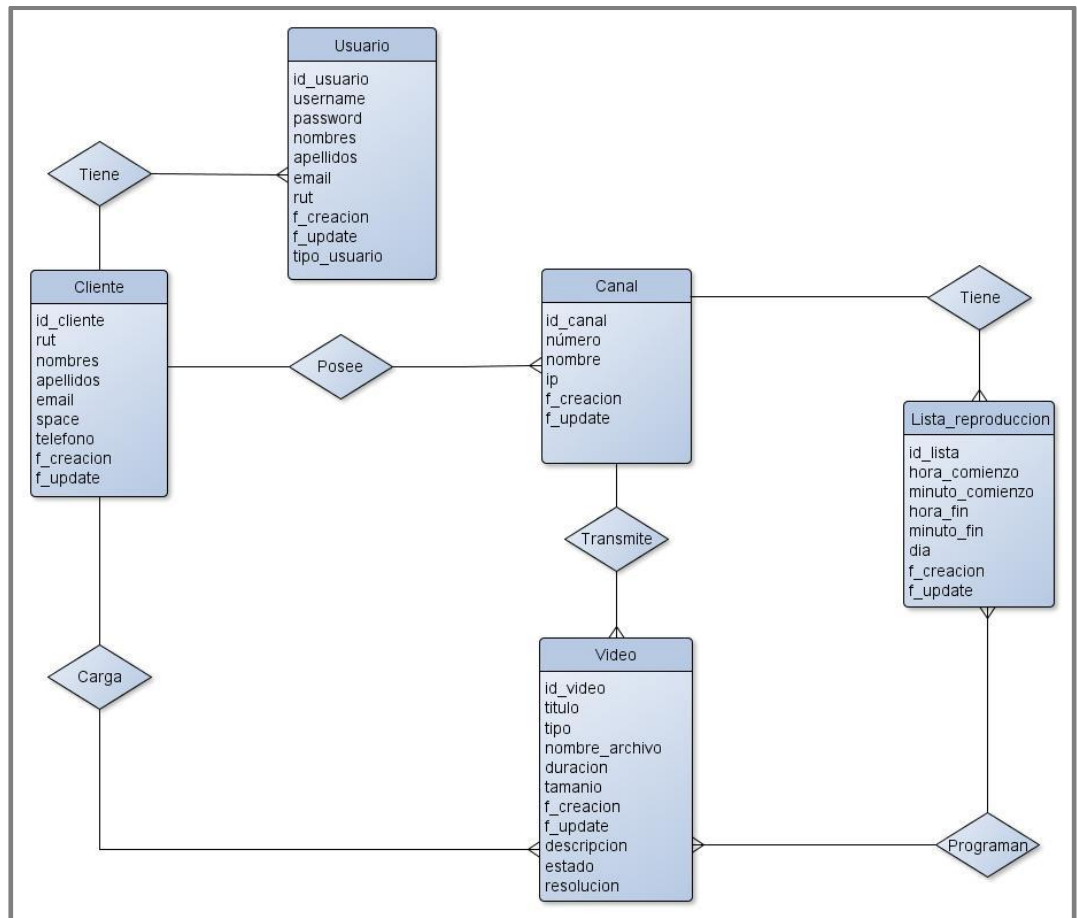 Usuario
id_usuario
username
password
nombres
apellidos
email
rut
f_creacion
f_update
tipo_usuario
Tiene
Cliente
id_cliente
rut
nombres
apellidos
email
space
telefono
f_creacion
f_update
Posee
Canal
id_canal
número
nombre
ip
f_creacion
f_update
Tiene
Lista_reproduccion
id_lista
hora_comienzo
minuto_comienzo
hora_fin
minuto_fin
dia
f_creacion
f_update
Transmite
Carga
Video
id_video
titulo
tipo
nombre_archivo
duracion
tamanio
f_creacion
f_update
descripcion
estado
resolucion
Programan